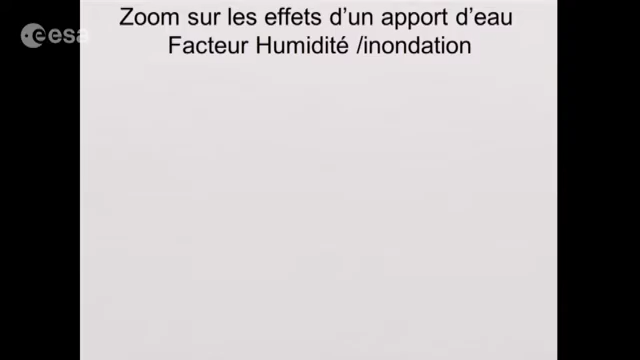 esa
Zoom sur les effets d'un apport d'eau
Facteur Humidité /inondation